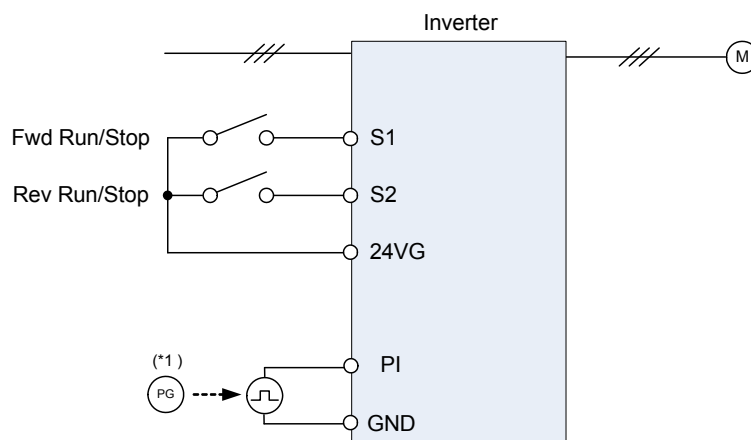 Inverter
M
Fwd Run/Stop
S1
Rev Run/Stop
S2
24VG
(*1 )
PI
PG
GND